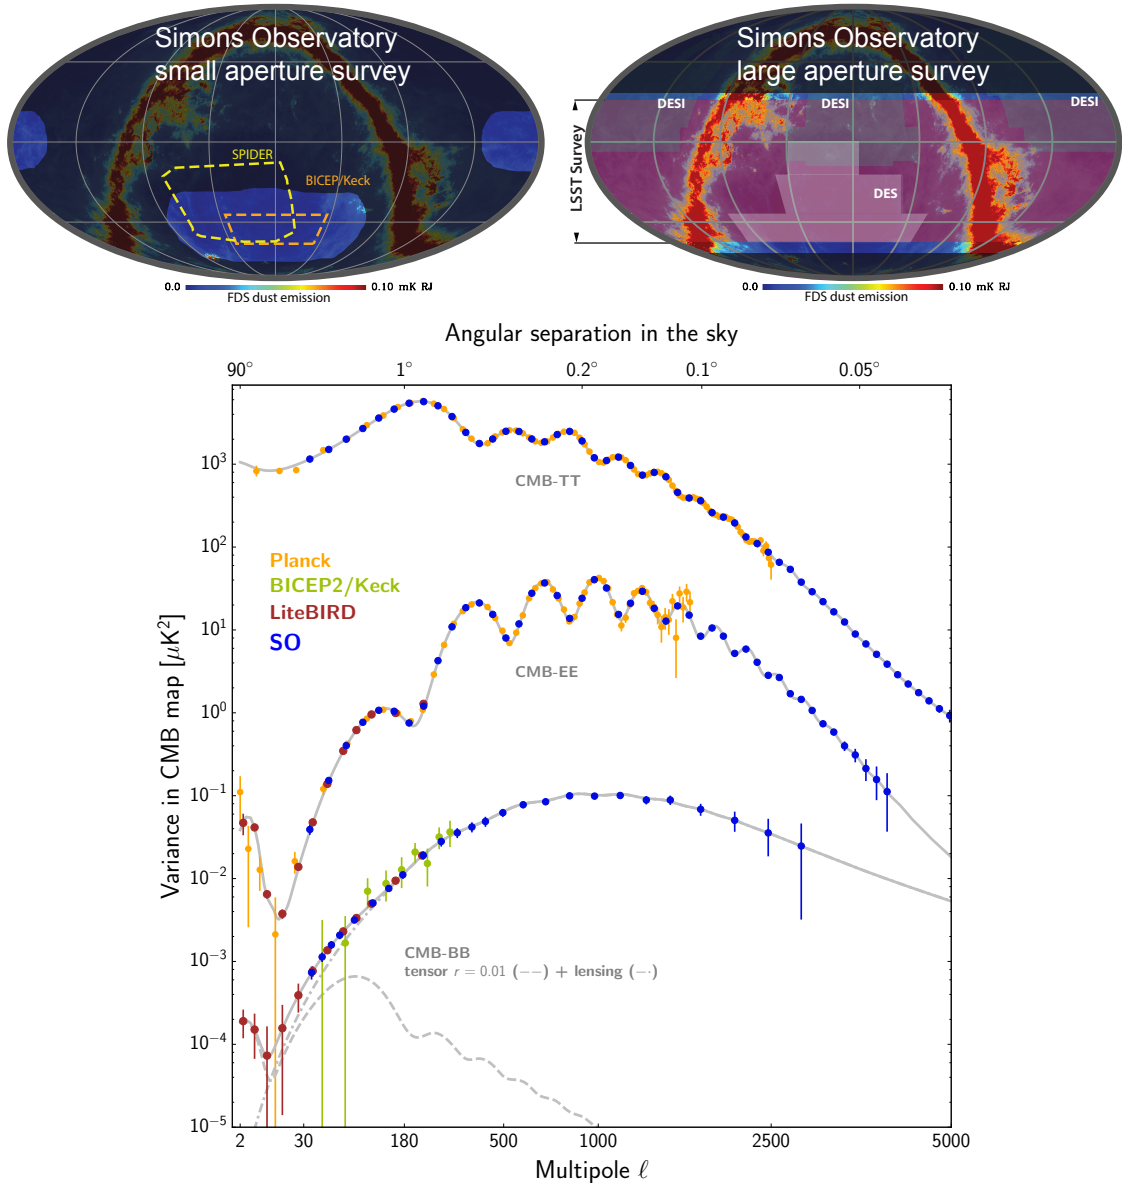 Simons Observatory
small aperture survey
SPIDER
BICEP/Keck
0.0
0.10 mK RJ
FDS dust emission
Simons Observatory
large aperture survey
DESI
DESI
DESI
LSST Survey
DES
0.0
0.10 mK RJ
FDS dust emission
Angular separation in the sky
90°
1°
0.2°
0.1°
0.05°
Variance in CMB map [μK²]
10³
10²
10¹
10⁰
10⁻¹
10⁻²
10⁻³
10⁻⁴
10⁻⁵
CMB-TT
Planck
BICEP2/Keck
LiteBIRD
SO
CMB-EE
CMB-BB
tensor r = 0.01 (−−) + lensing (−·)
2
30
180
500
1000
2500
5000
Multipole ℓ